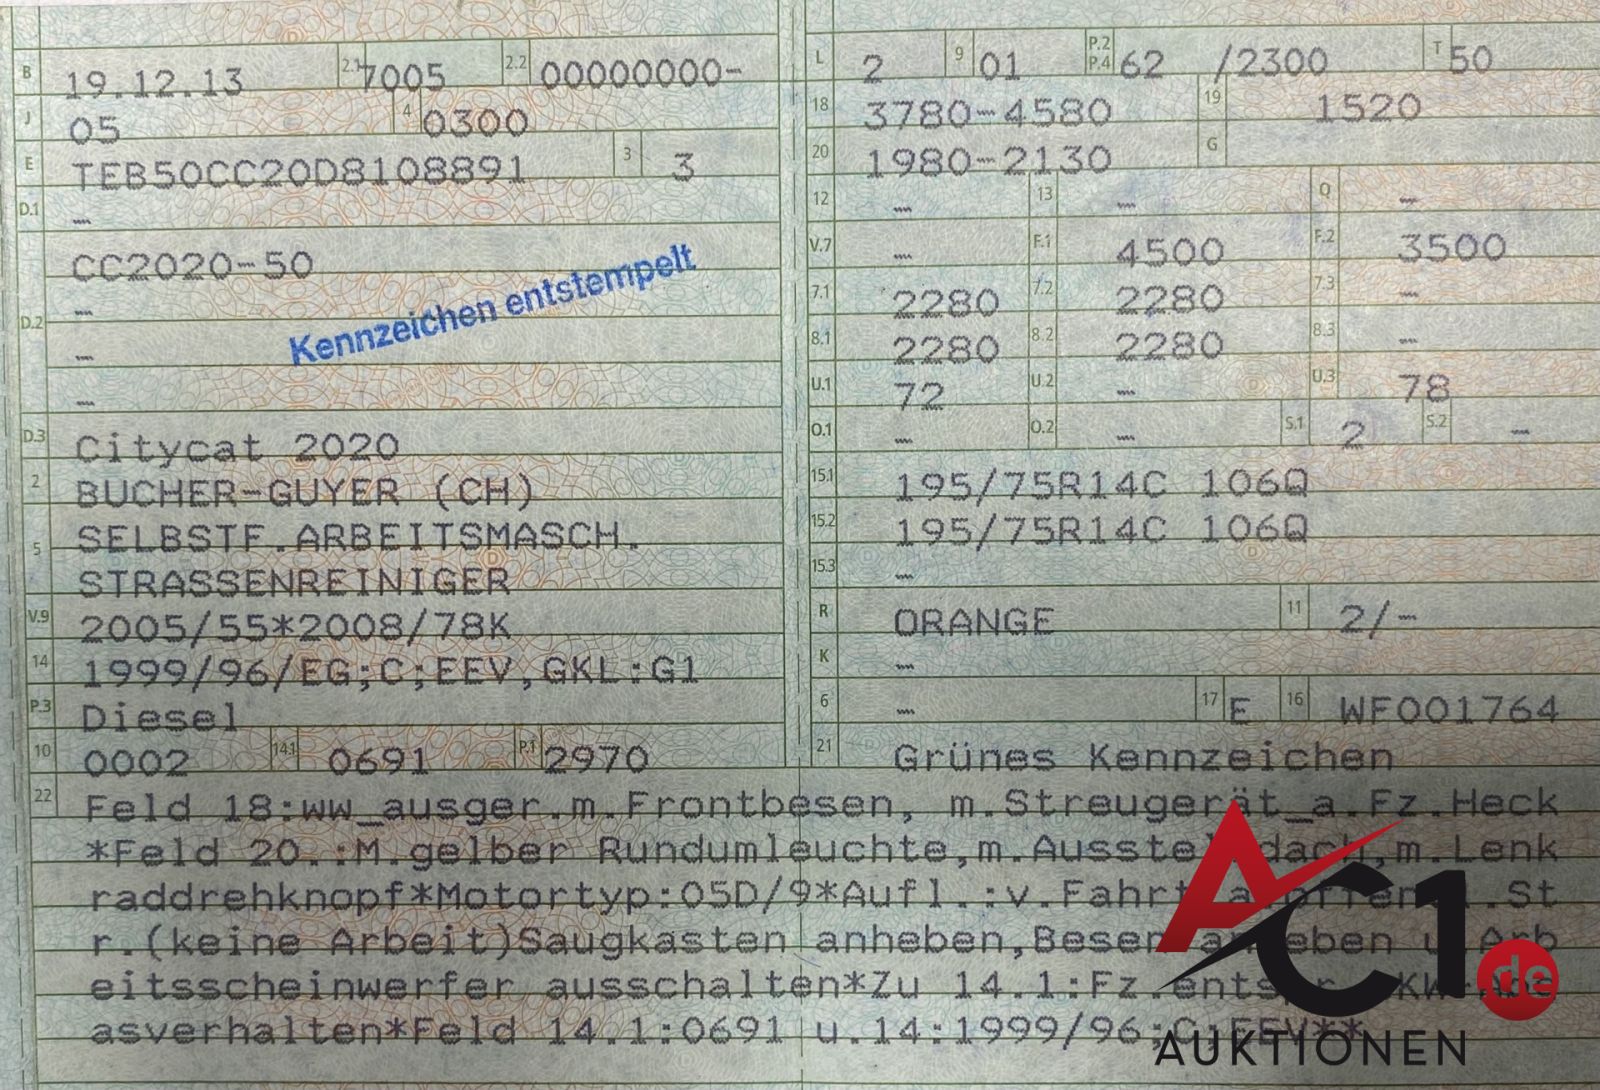 B 19.12.13 2.1 7005 2.2 00000000-
J 05 4 0300
E TEB50CC20D8108891 3 3
D.1 -
CC2020-50
D.2 -
-
-
Kennzeichen entstempelt
D.3 Citycat 2020
2 BUCHER-GUYER (CH)
5 SELBSTF.ARBEITSMASCH.
STRASSENREINIGER
V.9 2005/55*2008/78K
14 1999/96/EG;C;EEV,GKL:G1
P.3 Diesel
10 0002 14.1 0691 P.1 2970
L 2 9 01 P.2 P.4 62 /2300 T 50
18 3780-4580 19 1520
20 1980-2130 G
12 - 13 - Q -
V.7 - F.1 4500 F.2 3500
7.1 2280 7.2 2280 7.3 -
8.1 2280 8.2 2280 8.3 -
U.1 72 U.2 - U.3 78
O.1 - O.2 - S.1 2 S.2 -
15.1 195/75R14C 106Q
15.2 195/75R14C 106Q
15.3 -
R ORANGE 11 2/-
K -
6 - 17 E 16 WF001764
21 Grünes Kennzeichen
22 Feld 18:ww_ausger.m.Frontbesen, m.Streugerät_a.Fz.Heck
*Feld 20.:M.gelber Rundumleuchte,m. m.Lenk
raddrehknopf*Motortyp:05D/9*Aufl.:v.Fahrt St
r.(keine Arbeit)Saugkasten anheben,Besen Arb
eitsscheinwerfer ausschalten*Zu 14.1:Fz.
asverhalten*Feld 14.1:0691 u.14:1999/96;C;EEV**
AC1.de
AUKTIONEN